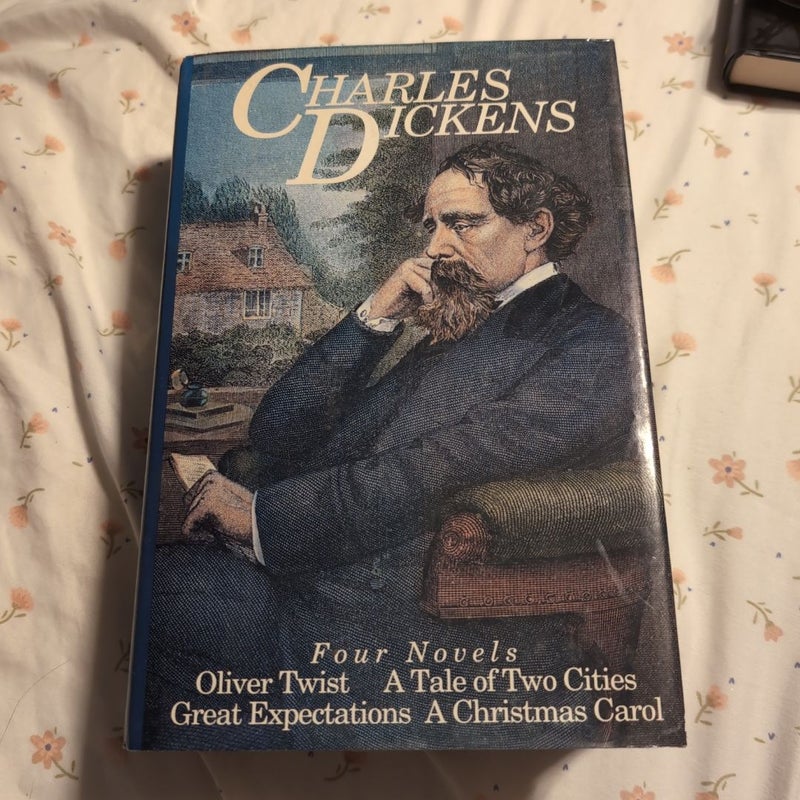 CHARLES
DICKENS
Four Novels
Oliver Twist A Tale of Two Cities
Great Expectations A Christmas Carol